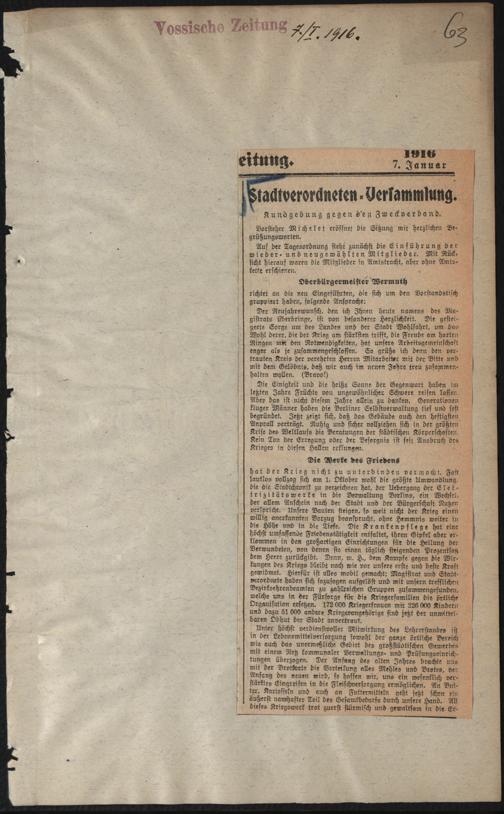 Vossische Zeitung 7./I. 1916.
63
eitung.
1916
7. Januar
Stadtverordneten-Versammlung.
Kundgebung gegen den Zweckverband.
Vorsteher Michelet eröffnet die Sitzung mit herzlichen Be-
grüßungsworten.
Auf der Tagesordnung steht zunächst die Einführung der
wieder- und neugewählten Mitglieder. Mit Rück-
sicht hierauf waren die Mitglieder in Amtstracht, aber ohne Amts-
kette erschienen.
Oberbürgermeister Wermuth
richtet an die neu Eingeführten, die sich um den Vorstandstisch
gruppiert haben, folgende Ansprache:
Der Neujahrswunsch, den ich Ihnen heute namens des Ma-
gistrats überbringe, ist von besonderer Herzlichkeit. Die gestei-
gerte Sorge um des Landes und der Stadt Wohlfahrt, um das
Wohl derer, die der Krieg am härtesten trifft, die Freude am harten
Ringen mit den Notwendigkeiten, hat unsere Arbeitsgemeinschaft
enger als je zusammengeschlossen. So grüße ich denn den ver-
trauten Kreis der verehrten Herren Mitarbeiter mit der Bitte und
mit dem Gelöbnis, daß wir auch im neuen Jahre treu zusammen-
halten wollen. (Bravo!)
Die Einigkeit und die heiße Sonne der Gegenwart haben im
letzten Jahre Früchte von ungewöhnlicher Schwere reifen lassen.
Aber das ist nicht diesem Jahre allein zu danken. Generationen
kluger Männer haben die Berliner Selbstverwaltung tief und fest
begründet. Jetzt zeigt sich, daß das Gebäude auch den heftigsten
Anprall verträgt. Ruhig und sicher vollziehen sich in der größten
Krise des Weltlaufs die Beratungen der städtischen Körperschaften.
Kein Ton der Erregung oder der Besorgnis ist seit Ausbruch des
Krieges in diesen Hallen erklungen.
Die Werke des Friedens
hat der Krieg nicht zu unterbinden vermocht. Fast
lautlos vollzog sich am 1. Oktober wohl die größte Umwandlung,
die die Stadtchronik zu verzeichnen hat, der Uebergang der Elek-
trizitätswerke in die Verwaltung Berlins, ein Wechsel,
der allem Anschein nach der Stadt und der Bürgerschaft Nutzen
verspricht. Unsere Bauten steigen, so weit nicht der Krieg einen
willig anerkannten Vorzug beansprucht, ohne Hemmnis weiter in
die Höhe und in die Tiefe. Die Krankenpflege hat eine
höchst umfassende Friedenstätigkeit entfaltet, ihren Gipfel aber er-
klommen in den großartigen Einrichtungen für die Heilung der
Verwundeten, von denen sie einen täglich steigenden Prozentsatz
dem Heere zurückgibt. Denn, m. H., dem Kampfe gegen die Wir-
kungen des Kriegs bleibt nach wie vor unsere erste und beste Kraft
gewidmet. Hierfür ist alles mobil gemacht; Magistrat und Stadt-
verordnete haben sich sozusagen aufgelöst und mit unsern trefflichen
Bezirksehrenbeamten zu zahlreichen Gruppen zusammengefunden,
welche uns in der Fürsorge für die Kriegerfamilien die örtliche
Organisation ersetzen. 172 000 Kriegerfrauen mit 226 000 Kindern
und dazu 51 000 andere Kriegsangehörige sind jetzt der unmittel-
baren Obhut der Stadt anvertraut.
Unter höchst verdienstvoller Mitwirkung des Lehrerstandes ist
in der Lebensmittelversorgung sowohl der ganze örtliche Bereich
wie auch das unermeßliche Gebiet des großstädtischen Gewerbes
mit einem Netz kommunaler Verwaltungs- und Prüfungseinrich-
tungen überzogen. Der Anfang des alten Jahres brachte uns
mit der Brotkarte die Verteilung alles Mehles und Brotes, der
Anfang des neuen wird, so hoffen wir, uns ein wesentlich ver-
stärktes Eingreifen in die Fleischversorgung ermöglichen. An But-
ter, Kartoffeln und auch an Futtermitteln geht jetzt schon ein
äußerst namhafter Teil des Gesamtbedarfs durch unsere Hand. All
dieses Kriegswerk trat zuerst stürmisch und gewaltsam in die Er-